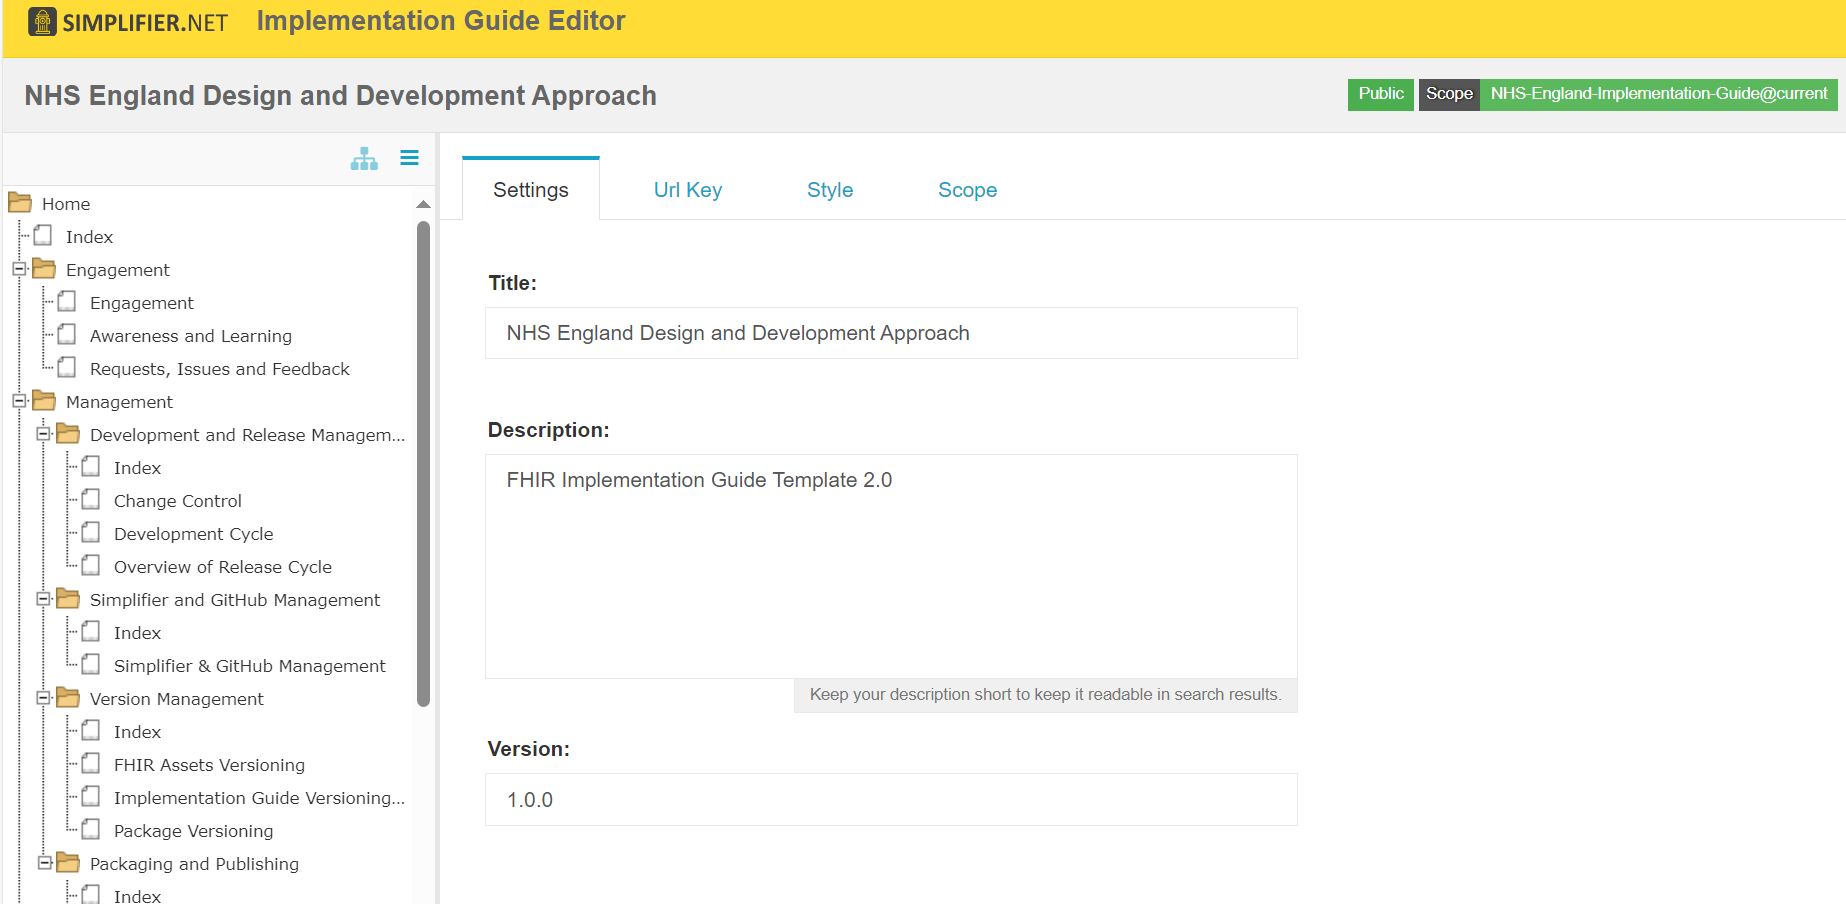 SIMPLIFIER.NET Implementation Guide Editor
NHS England Design and Development Approach
Public Scope NHS-England-Implementation-Guide@current
Home
Index
Engagement
Engagement
Awareness and Learning
Requests, Issues and Feedback
Management
Development and Release Managem...
Index
Change Control
Development Cycle
Overview of Release Cycle
Simplifier and GitHub Management
Index
Simplifier & GitHub Management
Version Management
Index
FHIR Assets Versioning
Implementation Guide Versioning...
Package Versioning
Packaging and Publishing
Index
Settings Url Key Style Scope
Title:
NHS England Design and Development Approach
Description:
FHIR Implementation Guide Template 2.0
Keep your description short to keep it readable in search results.
Version:
1.0.0